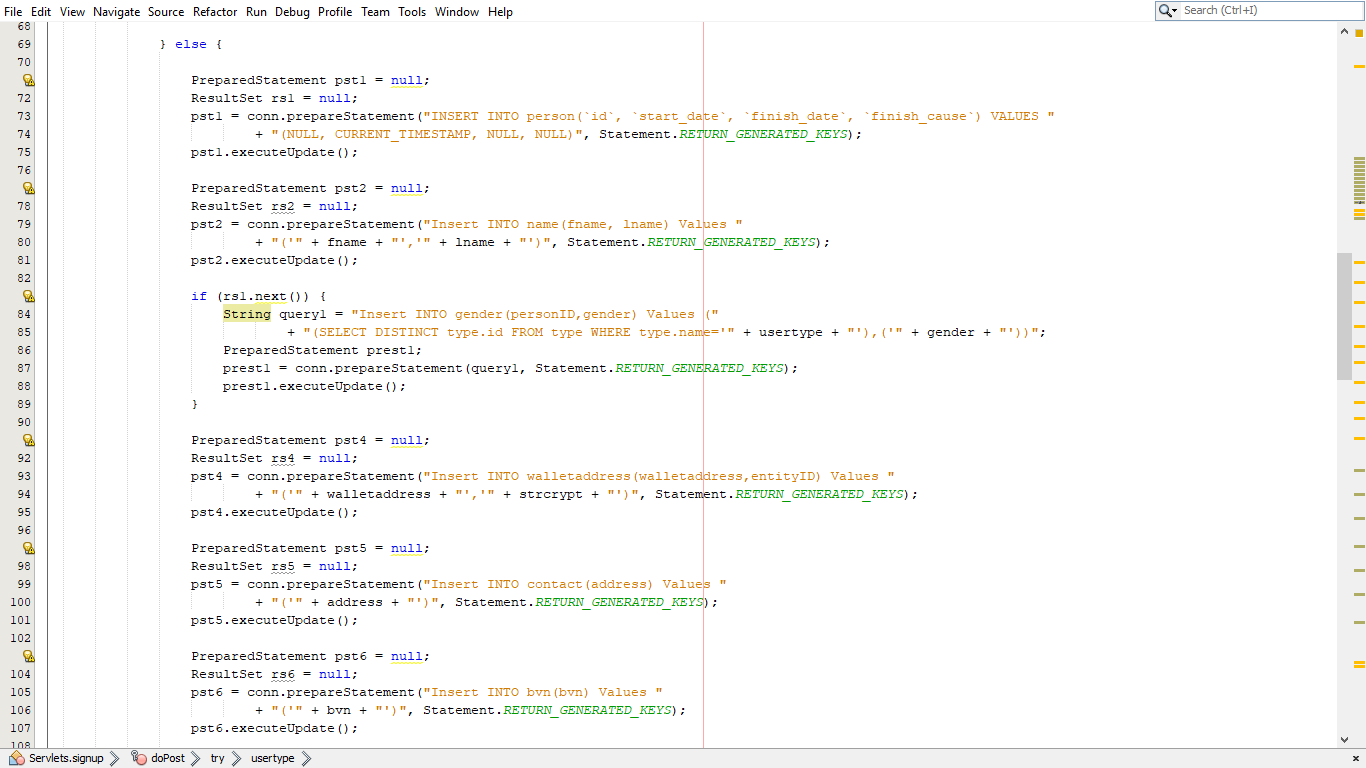 File Edit View Navigate Source Refactor Run Debug Profile Team Tools Window Help
Search (Ctrl+I)
68
69 } else {
70
PreparedStatement pst1 = null;
72 ResultSet rs1 = null;
73 pst1 = conn.prepareStatement("INSERT INTO person(`id`, `start_date`, `finish_date`, `finish_cause`) VALUES "
74 + "(NULL, CURRENT_TIMESTAMP, NULL, NULL)", Statement.RETURN_GENERATED_KEYS);
75 pst1.executeUpdate();
76
PreparedStatement pst2 = null;
78 ResultSet rs2 = null;
79 pst2 = conn.prepareStatement("Insert INTO name(fname, lname) Values "
80 + "('" + fname + "','" + lname + "')", Statement.RETURN_GENERATED_KEYS);
81 pst2.executeUpdate();
82
if (rs1.next()) {
84 String query1 = "Insert INTO gender(personID,gender) Values ("
85 + "(SELECT DISTINCT type.id FROM type WHERE type.name='" + usertype + "'),('" + gender + "'))";
86 PreparedStatement prest1;
87 prest1 = conn.prepareStatement(query1, Statement.RETURN_GENERATED_KEYS);
88 prest1.executeUpdate();
89 }
90
PreparedStatement pst4 = null;
92 ResultSet rs4 = null;
93 pst4 = conn.prepareStatement("Insert INTO walletaddress(walletaddress,entityID) Values "
94 + "('" + walletaddress + "','" + strcrypt + "')", Statement.RETURN_GENERATED_KEYS);
95 pst4.executeUpdate();
96
PreparedStatement pst5 = null;
98 ResultSet rs5 = null;
99 pst5 = conn.prepareStatement("Insert INTO contact(address) Values "
100 + "('" + address + "')", Statement.RETURN_GENERATED_KEYS);
101 pst5.executeUpdate();
102
PreparedStatement pst6 = null;
104 ResultSet rs6 = null;
105 pst6 = conn.prepareStatement("Insert INTO bvn(bvn) Values "
106 + "('" + bvn + "')", Statement.RETURN_GENERATED_KEYS);
107 pst6.executeUpdate();
108
Servlets.signup doPost try usertype